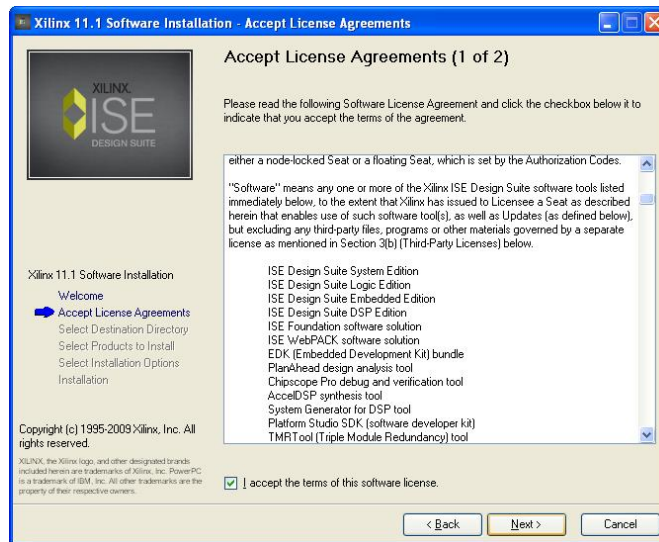 Xilinx 11.1 Software Installation - Accept License Agreements
XILINX
ISE
DESIGN SUITE
Xilinx 11.1 Software Installation
Welcome
Accept License Agreements
Select Destination Directory
Select Products to Install
Select Installation Options
Installation
Copyright (c) 1995-2009 Xilinx, Inc. All
rights reserved.
XILINX, the Xilinx logo, and other designated brands
included herein are trademarks of Xilinx, Inc. PowerPC
is a trademark of IBM, Inc. All other trademarks are the
property of their respective owners.
Accept License Agreements (1 of 2)
Please read the following Software License Agreement and click the checkbox below it to
indicate that you accept the terms of the agreement.
either a node-locked Seat or a floating Seat, which is set by the Authorization Codes.
"Software" means any one or more of the Xilinx ISE Design Suite software tools listed
immediately below, to the extent that Xilinx has issued to Licensee a Seat as described
herein that enables use of such software tool(s), as well as Updates (as defined below),
but excluding any third-party files, programs or other materials governed by a separate
license as mentioned in Section 3(b) (Third-Party Licenses) below.
ISE Design Suite System Edition
ISE Design Suite Logic Edition
ISE Design Suite Embedded Edition
ISE Design Suite DSP Edition
ISE Foundation software solution
ISE WebPACK software solution
EDK (Embedded Development Kit) bundle
PlanAhead design analysis tool
Chipscope Pro debug and verification tool
AccelDSP synthesis tool
System Generator for DSP tool
Platform Studio SDK (software developer kit)
TMRTool (Triple Module Redundancy) tool
I accept the terms of this software license.
< Back
Next >
Cancel